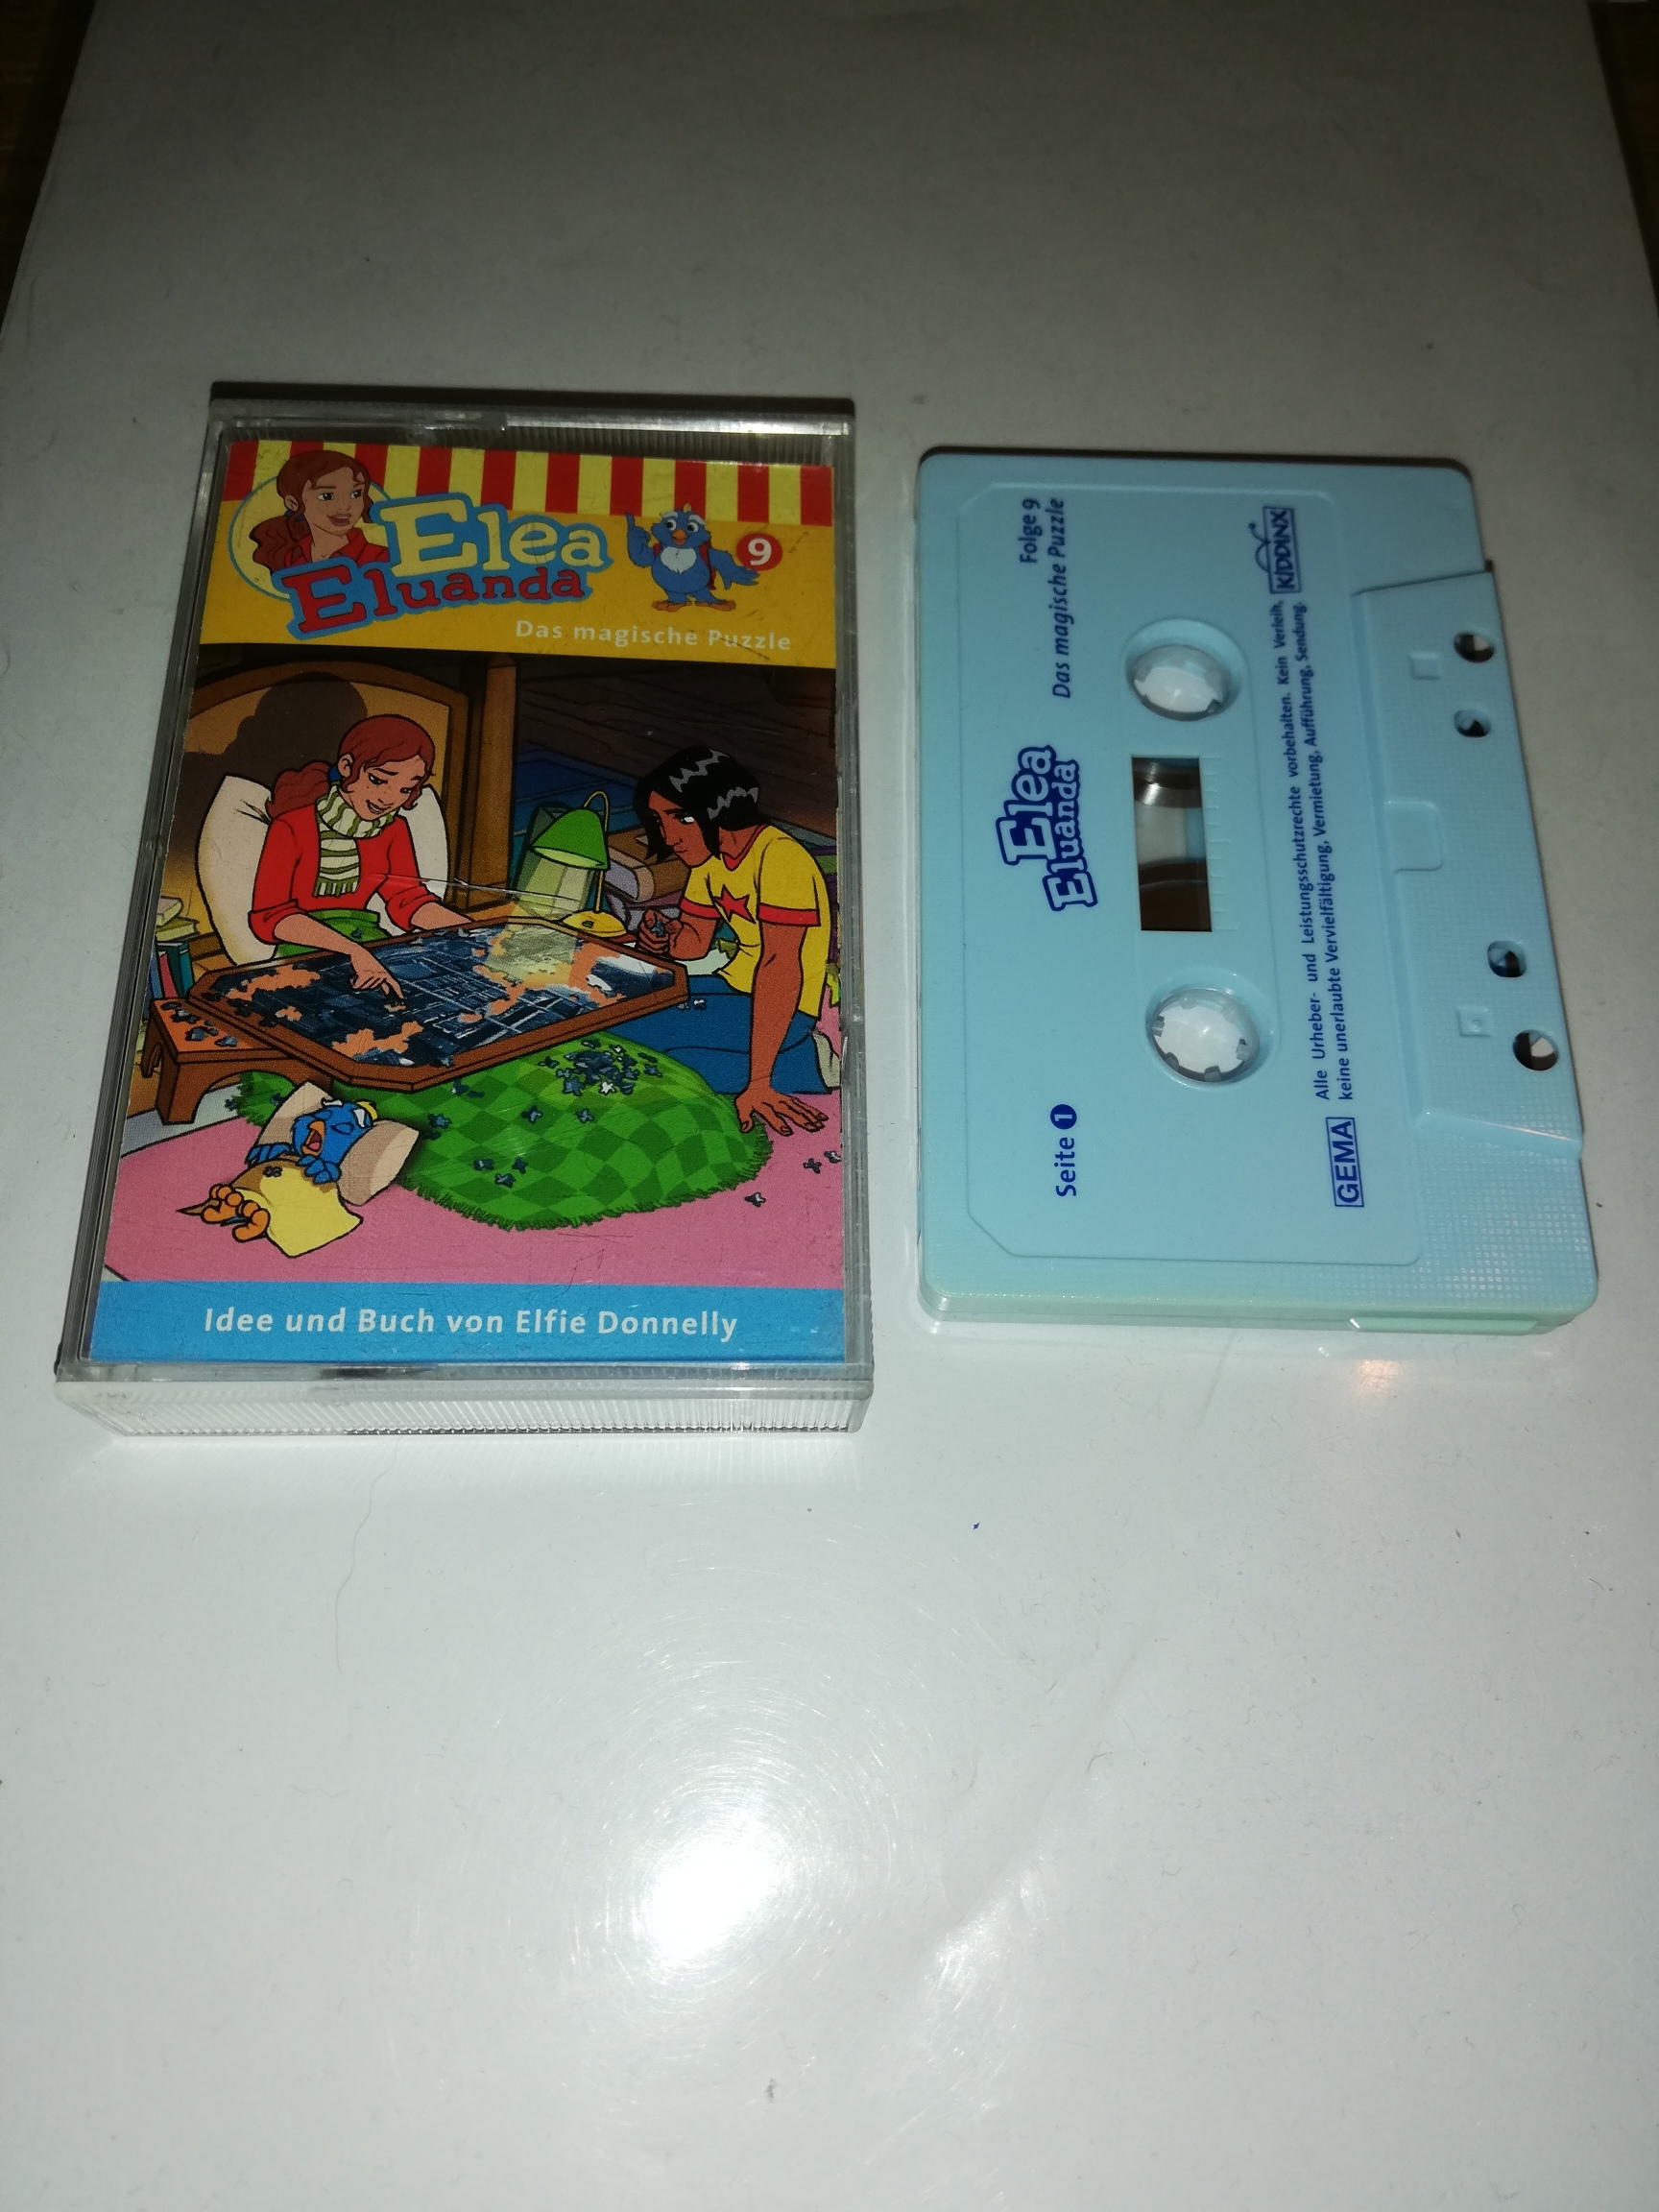 Elea
Eluanda
9
Das magische Puzzle
Idee und Buch von Elfie Donnelly
Folge 9
Das magische Puzzle
Elea
Eluanda
Seite 1
KIDDINX
GEMA
Alle Urheber- und Leistungsschutzrechte vorbehalten. Kein Verleih,
keine unerlaubte Vervielfältigung, Vermietung, Aufführung, Sendung.